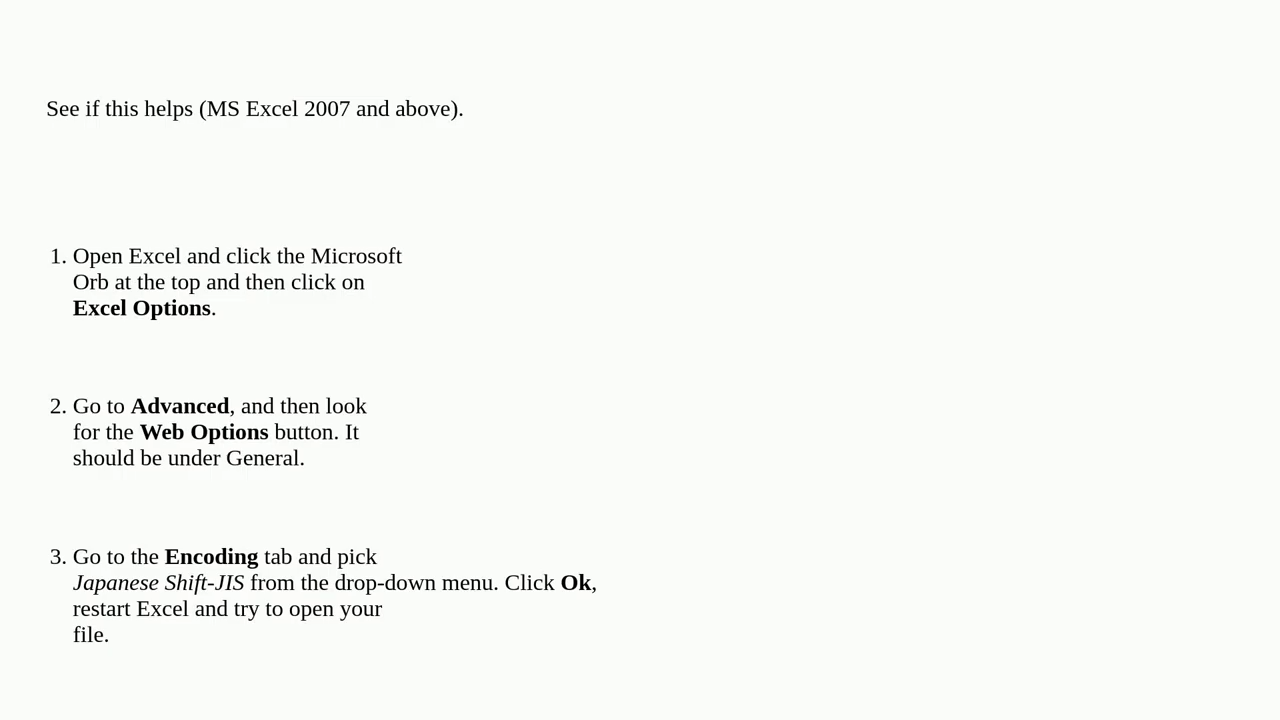 See if this helps (MS Excel 2007 and above).
1. Open Excel and click the Microsoft
Orb at the top and then click on
Excel Options.
2. Go to Advanced, and then look
for the Web Options button. It
should be under General.
3. Go to the Encoding tab and pick
Japanese Shift-JIS from the drop-down menu. Click Ok,
restart Excel and try to open your
file.